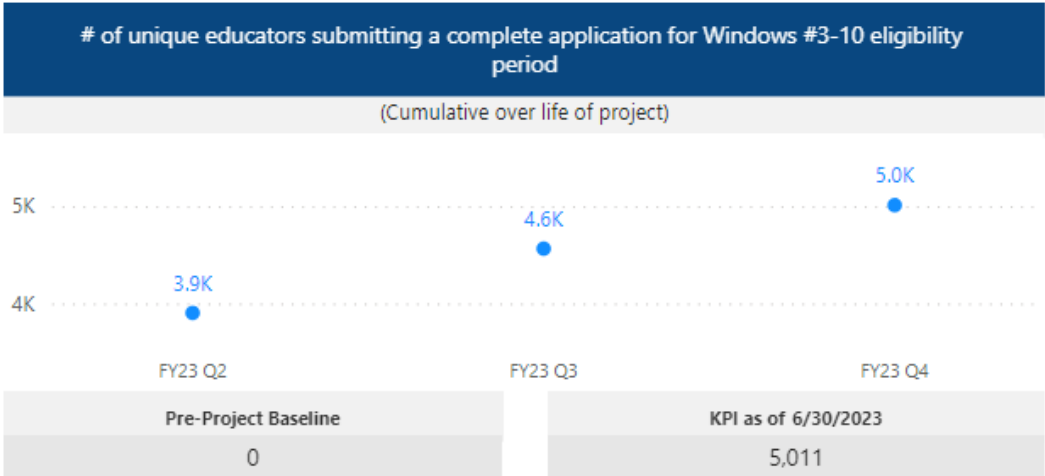 # of unique educators submitting a complete application for Windows #3-10 eligibility
period
(Cumulative over life of project)
5.0K
5K
4.6K
3.9K
4K
FY23 Q2 FY23 Q3 FY23 Q4
Pre-Project Baseline KPI as of 6/30/2023
0 5,011